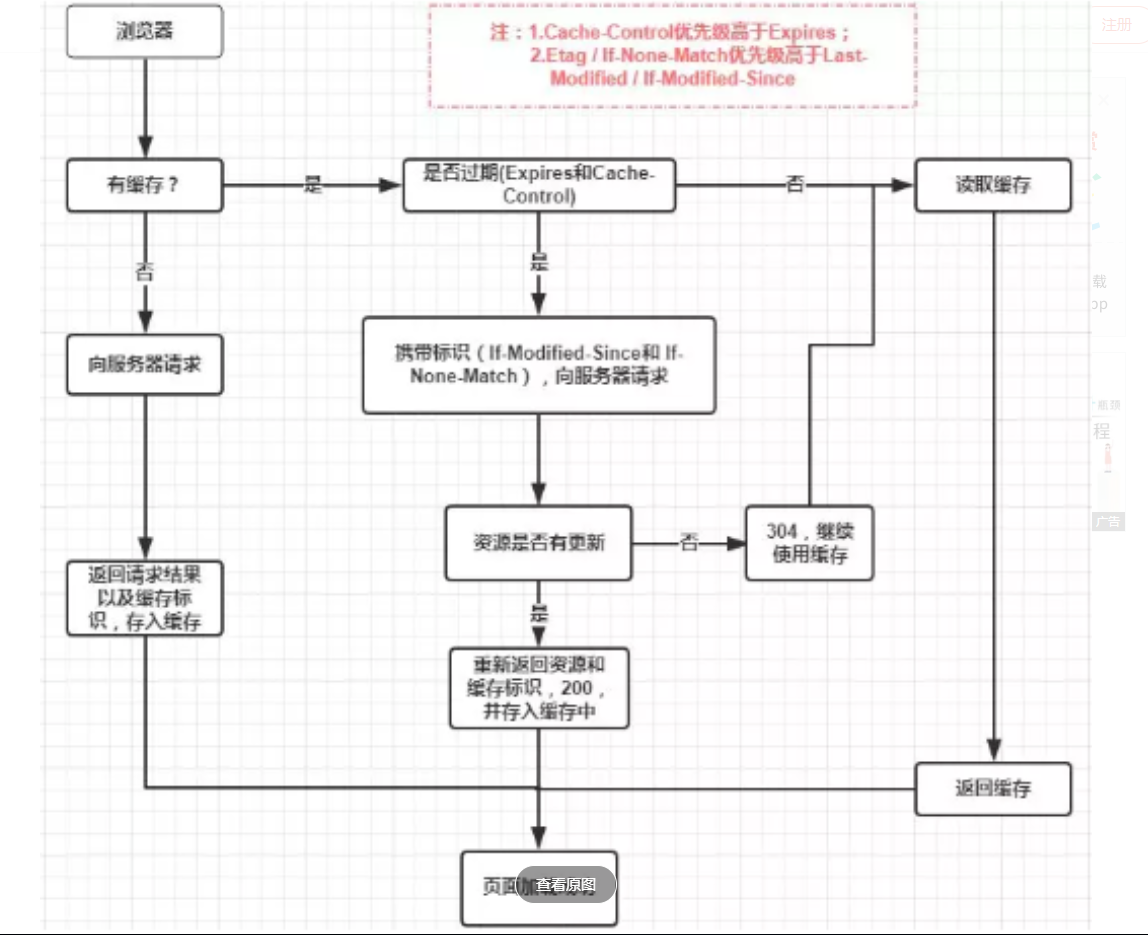 浏览器
注：1.Cache-Control优先级高于Expires；
2.Etag / If-None-Match优先级高于Last-
Modified / If-Modified-Since
注册
有缓存？
是
是否过期(Expires和Cache-
Control)
否
读取缓存
否
是
载
op
向服务器请求
携带标识（If-Modified-Since和 If-
None-Match），向服务器请求
瓶颈
程
广告
资源是否有更新
否
304，继续
使用缓存
返回请求结果
以及缓存标
识，存入缓存
是
重新返回资源和
缓存标识，200，
并存入缓存中
返回缓存
页面加
查看原图